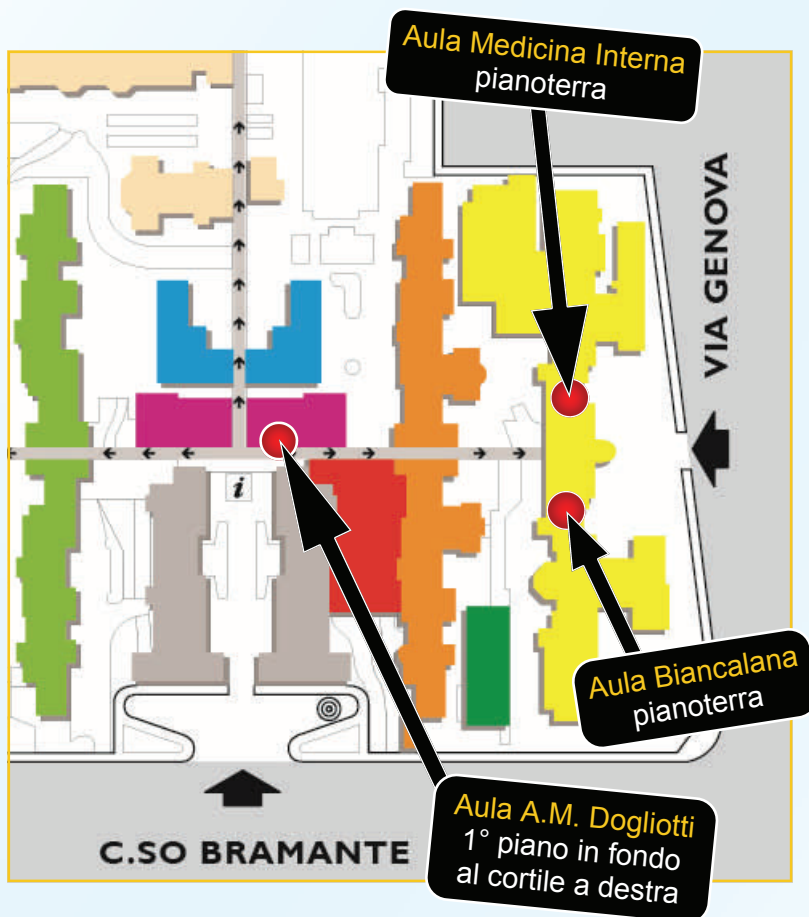 Aula Medicina Interna
pianoterra
VIA GENOVA
i
Aula Biancalana
pianoterra
Aula A.M. Dogliotti
1° piano in fondo
al cortile a destra
C.SO BRAMANTE